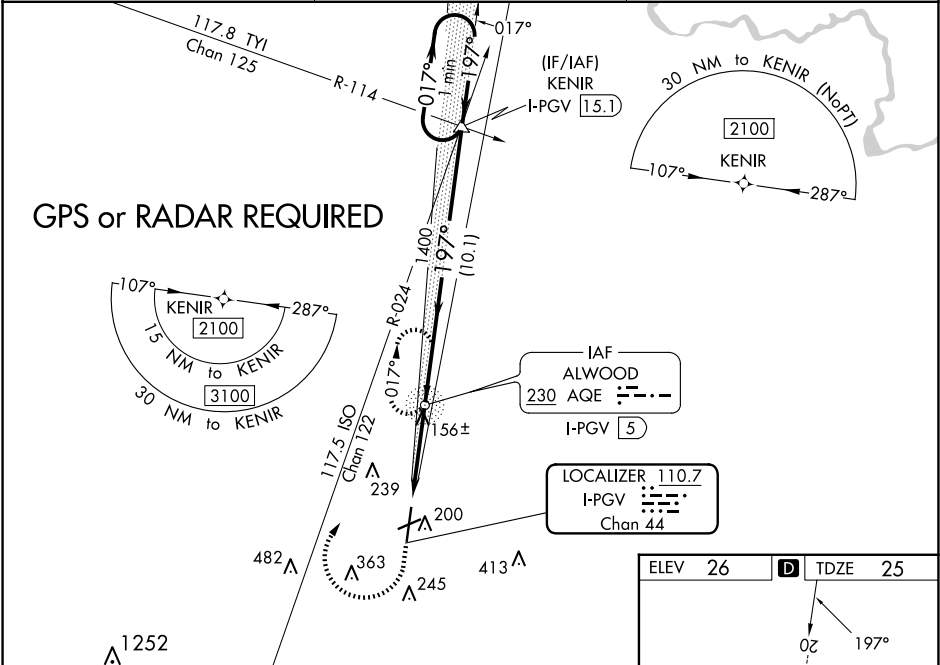 117.8 TYI
Chan 125
R-114
017°
1 min
197°
017°
(IF/IAF)
KENIR
I-PGV 15.1
30 NM to KENIR (NoPT)
2100
KENIR
107°
287°
GPS or RADAR REQUIRED
107°
KENIR
287°
2100
15 NM to KENIR
3100
30 NM to KENIR
1400
197°
(10.1)
R-024
017°
117.5 ISO
Chan 122
IAF
ALWOOD
230 AQE
I-PGV 5
156±
239
LOCALIZER 110.7
I-PGV
Chan 44
200
482
363
413
245
1252
ELEV 26 D TDZE 25
20
197°